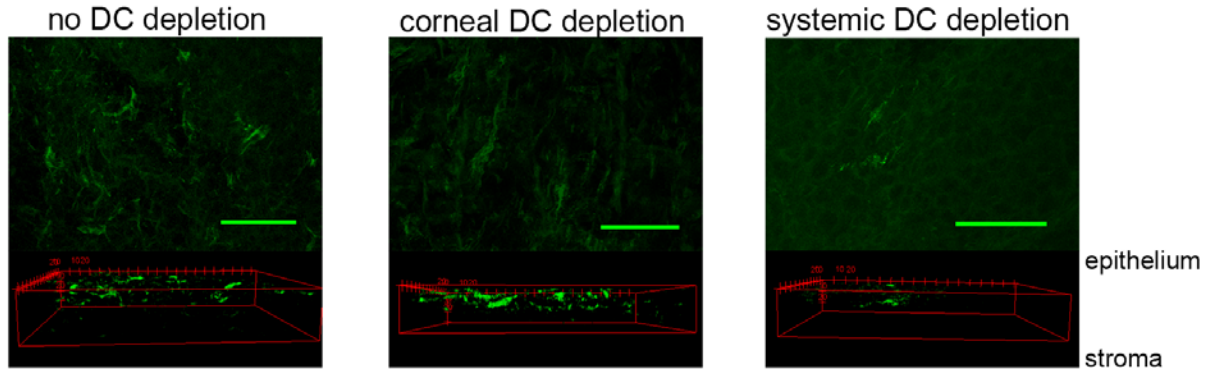 no DC depletion
corneal DC depletion
systemic DC depletion
epithelium
stroma